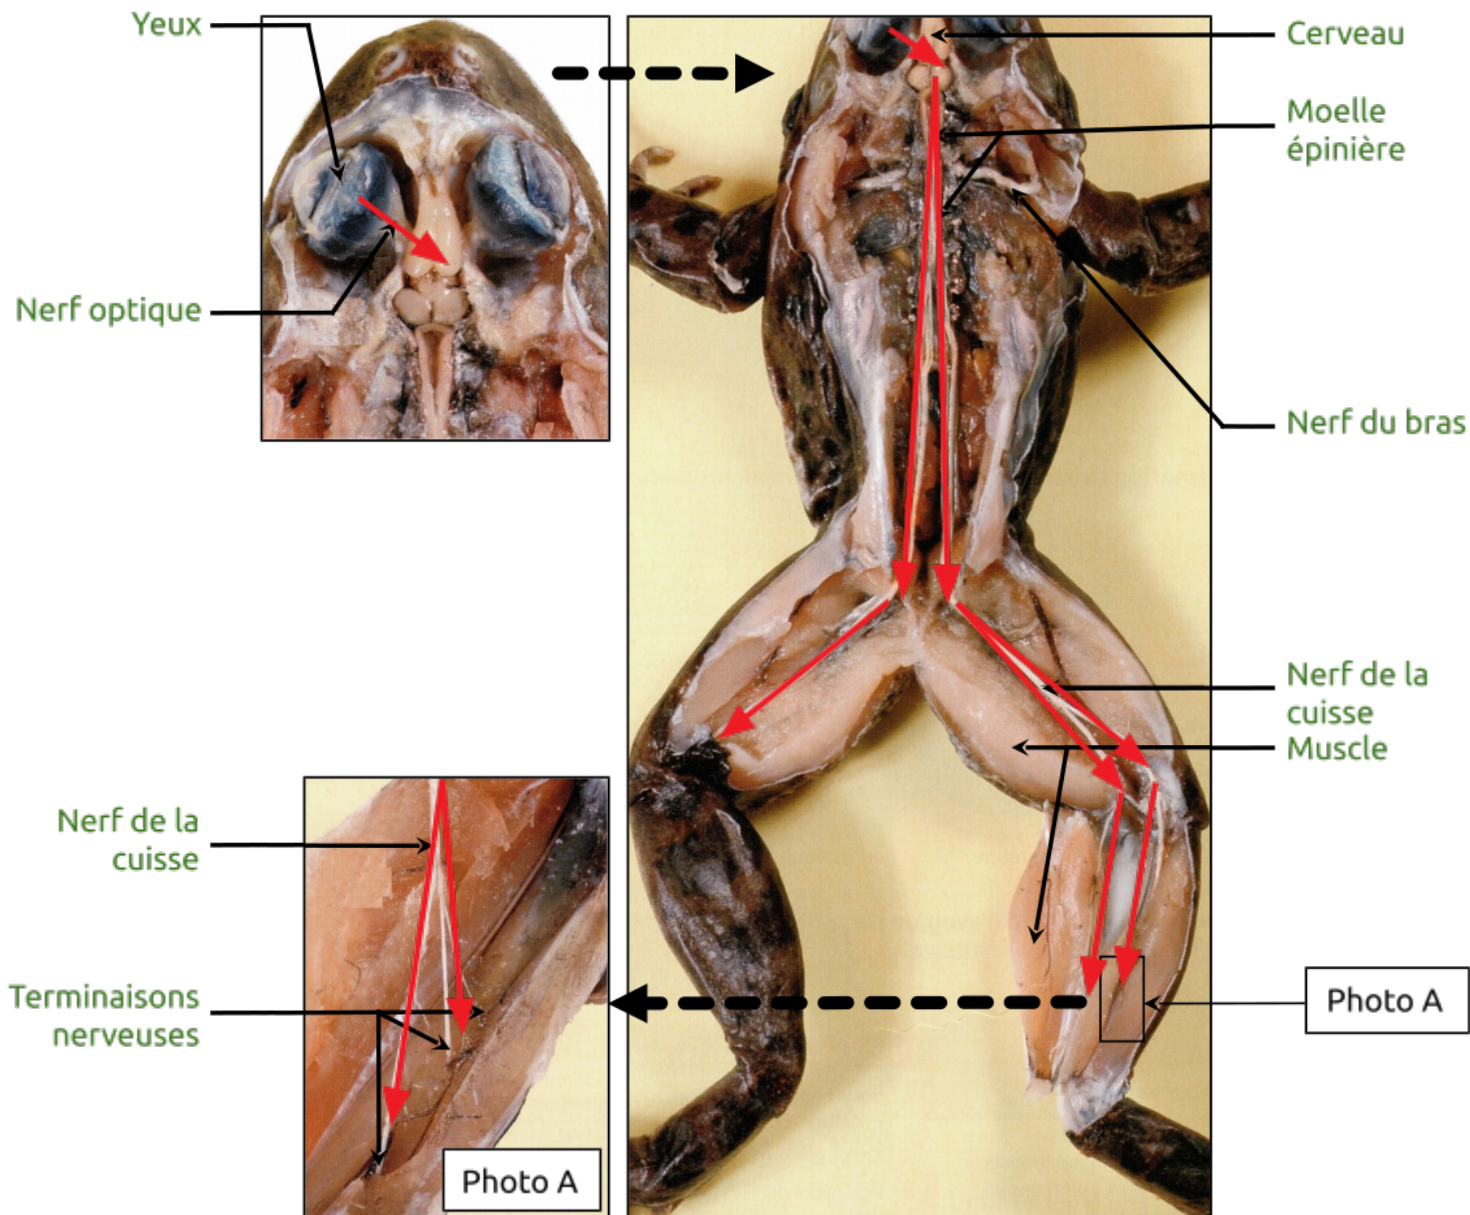 Yeux
Nerf optique
Cerveau
Moelle
épinière
Nerf du bras
Nerf de la
cuisse
Muscle
Nerf de la
cuisse
Terminaisons
nerveuses
Photo A
Photo A